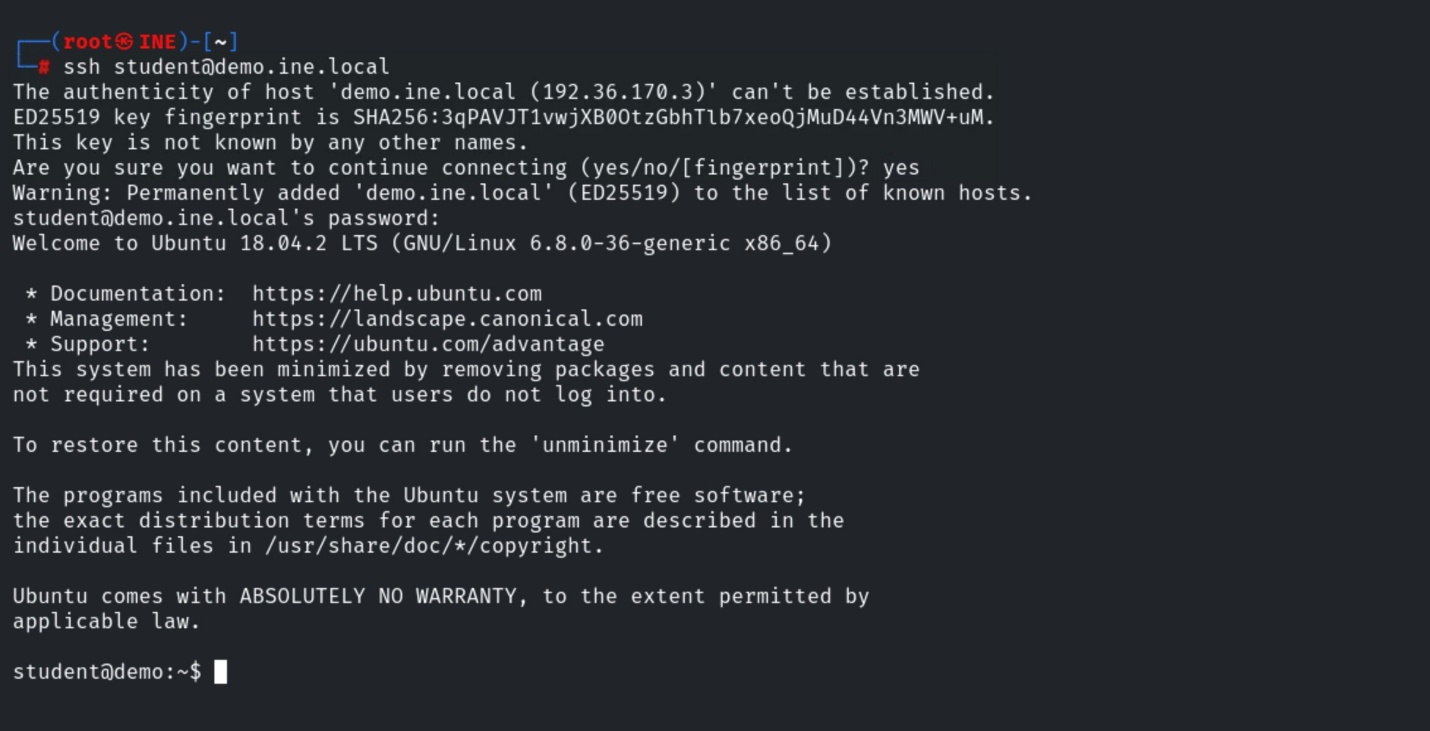 ┌──(root㉿INE)-[~]
└─# ssh student@demo.ine.local
The authenticity of host 'demo.ine.local (192.36.170.3)' can't be established.
ED25519 key fingerprint is SHA256:3qPAVJT1vwjXB0OtzGbhTlb7xeoQjMuD44Vn3MWV+uM.
This key is not known by any other names.
Are you sure you want to continue connecting (yes/no/[fingerprint])? yes
Warning: Permanently added 'demo.ine.local' (ED25519) to the list of known hosts.
student@demo.ine.local's password:
Welcome to Ubuntu 18.04.2 LTS (GNU/Linux 6.8.0-36-generic x86_64)

 * Documentation:  https://help.ubuntu.com
 * Management:     https://landscape.canonical.com
 * Support:        https://ubuntu.com/advantage
This system has been minimized by removing packages and content that are
not required on a system that users do not log into.

To restore this content, you can run the 'unminimize' command.

The programs included with the Ubuntu system are free software;
the exact distribution terms for each program are described in the
individual files in /usr/share/doc/*/copyright.

Ubuntu comes with ABSOLUTELY NO WARRANTY, to the extent permitted by
applicable law.

student@demo:~$